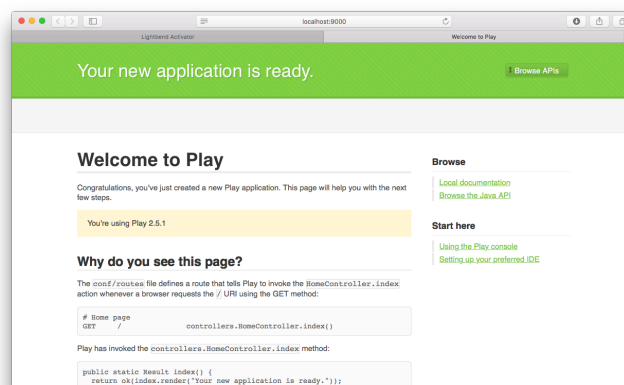 localhost:9000
Lightbend Activator
Welcome to Play
Your new application is ready.
Browse APIs
Welcome to Play
Congratulations, you've just created a new Play application. This page will help you with the next
few steps.
You're using Play 2.5.1
Why do you see this page?
The conf/routes file defines a route that tells Play to invoke the HomeController.index
action whenever a browser requests the / URI using the GET method:
# Home page
GET / controllers.HomeController.index()
Play has invoked the controllers.HomeController.index method:
public static Result index() {
return ok(index.render("Your new application is ready."));
Browse
Local documentation
Browse the Java API
Start here
Using the Play console
Setting up your preferred IDE